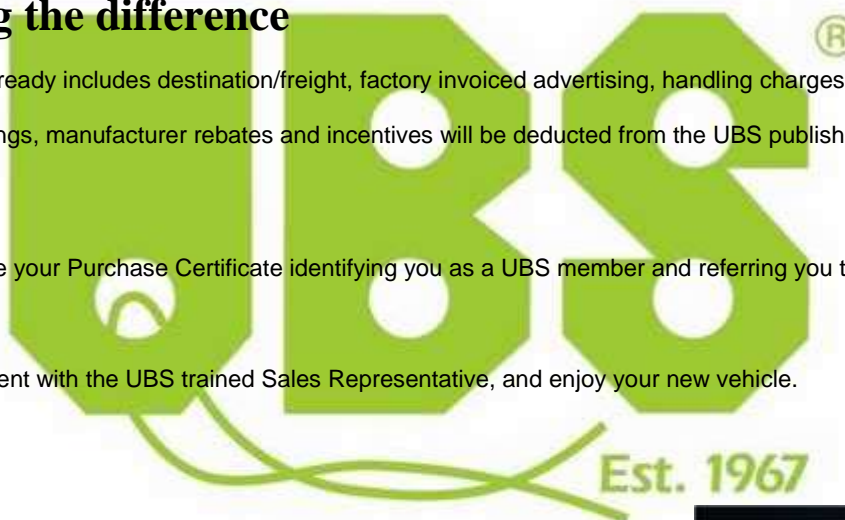 g the difference
ready includes destination/freight, factory invoiced advertising, handling charges
ngs, manufacturer rebates and incentives will be deducted from the UBS publish
e your Purchase Certificate identifying you as a UBS member and referring you t
ent with the UBS trained Sales Representative, and enjoy your new vehicle.
UBS®
Est. 1967